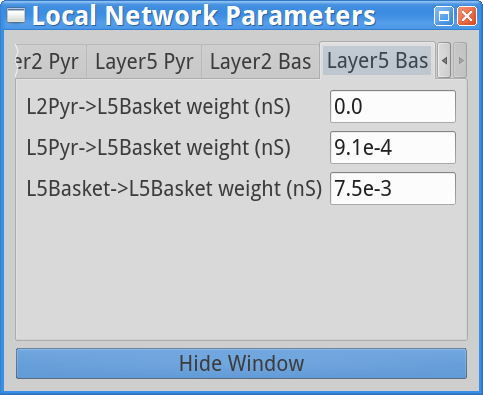 Local Network Parameters
er2 Pyr Layer5 Pyr Layer2 Bas Layer5 Bas
L2Pyr->L5Basket weight (nS) 0.0
L5Pyr->L5Basket weight (nS) 9.1e-4
L5Basket->L5Basket weight (nS) 7.5e-3
Hide Window